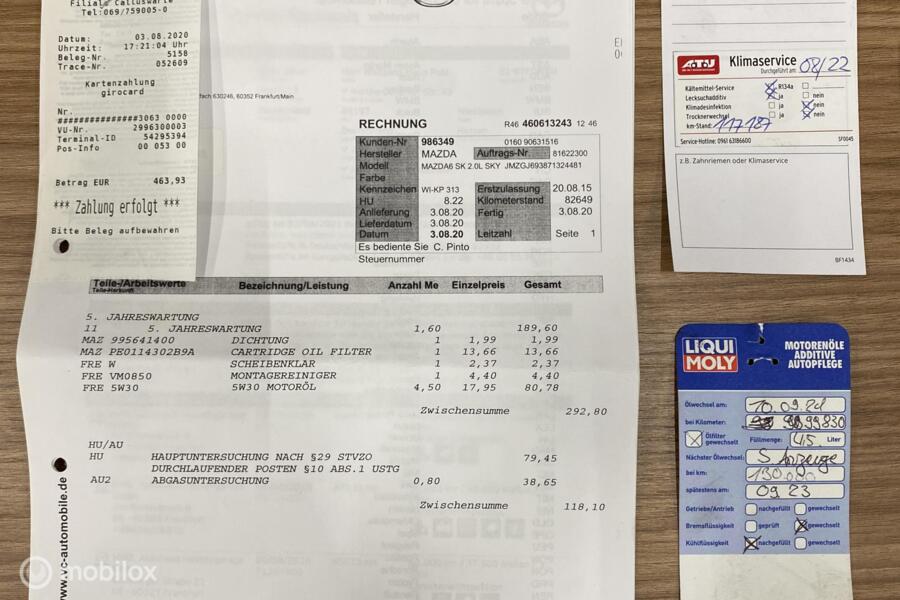 Filiale
Tel:069/759005-0
Datum: 03.08.2020
Uhrzeit: 17:21:04 Uhr
Beleg-Nr. 5158
Trace-Nr. 052609
Kartenzahlung
girocard
Nr.
###############3063 0000
VU-Nr. 2996300003
Terminal-ID 54295394
Pos-Info 00 053 00
Betrag EUR 463,93
*** Zahlung erfolgt ***
Bitte Beleg aufbewahren
fach 630246, 60352 Frankfurt/Main
RECHNUNG R46 460613243 12 46
Kunden-Nr 986349 0160 90631516
Hersteller MAZDA Auftrags-Nr. 81622300
Modell MAZDA6 SK 2.0L SKY JMZGJ693871324481
Farbe
Kennzeichen WI-KP 313 Erstzulassung 20.08.15
HU 8.22 Kilometerstand 82649
Anlieferung 3.08.20 Fertig 3.08.20
Lieferdatum 3.08.20
Datum 3.08.20 Leitzahl Seite 1
Es bediente Sie C. Pinto
Steuernummer
Teile-/Arbeitswerte Bezeichnung/Leistung Anzahl Me Einzelpreis Gesamt
Teile-Herkunft
5. JAHRESWARTUNG
11 5. JAHRESWARTUNG 1,60 189,60
MAZ 995641400 DICHTUNG 1 1,99 1,99
MAZ PE0114302B9A CARTRIDGE OIL FILTER 1 13,66 13,66
FRE W SCHEIBENKLAR 1 2,37 2,37
FRE VM0850 MONTAGEREINIGER 1 4,40 4,40
FRE 5W30 5W30 MOTORÖL 4,50 17,95 80,78
Zwischensumme 292,80
HU/AU
HU HAUPTUNTERSUCHUNG NACH §29 STVZO 79,45
DURCHLAUFENDER POSTEN §10 ABS.1 USTG
AU2 ABGASUNTERSUCHUNG 0,80 38,65
Zwischensumme 118,10
www.vc-automobile.de
mobilox
A.T.U Klimaservice
Durchgeführt am: 08/22
Kältemittel-Service R134a
Lecksuchadditiv ja nein
Klimadesinfektion ja nein
Trocknerwechsel ja nein
km-Stand: 117187
Service-Hotline: 0961 63186600 SF0045
z.B. Zahnriemen oder Klimaservice
BF1434
LIQUI MOLY
MOTORENÖLE
ADDITIVE
AUTOPFLEGE
Ölwechsel am: 10.09.21
bei Kilometer: 99830
Ölfilter gewechselt Füllmenge: 4,5 Liter
Nächster Ölwechsel: S. Anzeige
bei km: 130.000
spätestens am: 09 23
Getriebe/Antrieb nachgefüllt gewechselt
Bremsflüssigkeit geprüft gewechselt
Kühlflüssigkeit nachgefüllt gewechselt